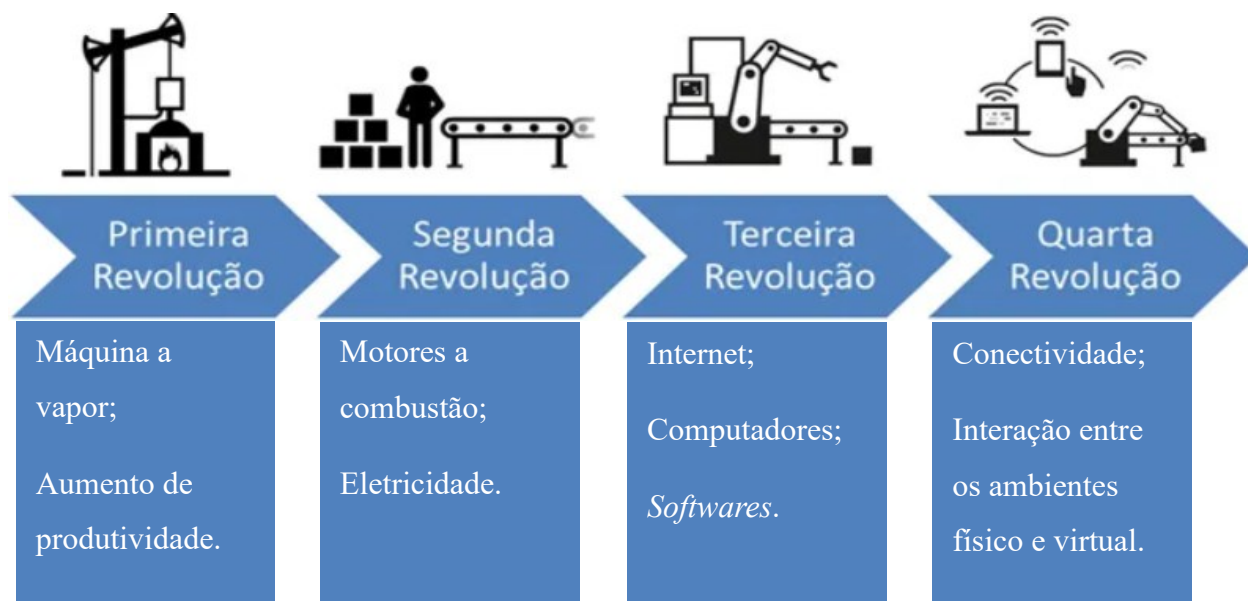 Primeira
Revolução
Segunda
Revolução
Terceira
Revolução
Quarta
Revolução
Máquina a
vapor;
Aumento de
produtividade.
Motores a
combustão;
Eletricidade.
Internet;
Computadores;
Softwares.
Conectividade;
Interação entre
os ambientes
físico e virtual.